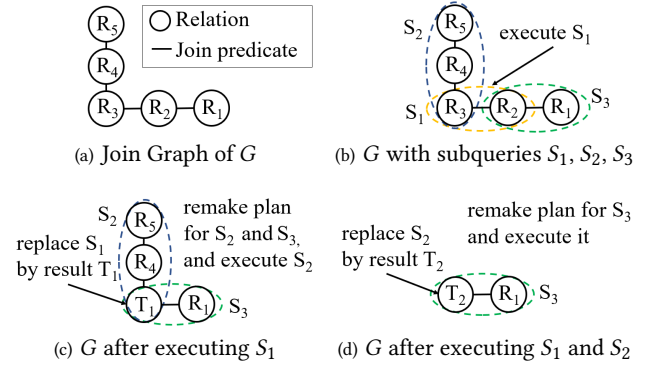 R5
R4
R3 R2 R1
Relation
Join predicate
(a) Join Graph of G
S2
R5
R4
execute S1
S1
R3 R2 R1
S3
(b) G with subqueries S1, S2, S3
replace S1
by result T1
S2
R5
R4
T1 R1
S3
remake plan
for S2 and S3,
and execute S2
(c) G after executing S1
replace S2
by result T2
remake plan for S3
and execute it
T2 R1 S3
(d) G after executing S1 and S2